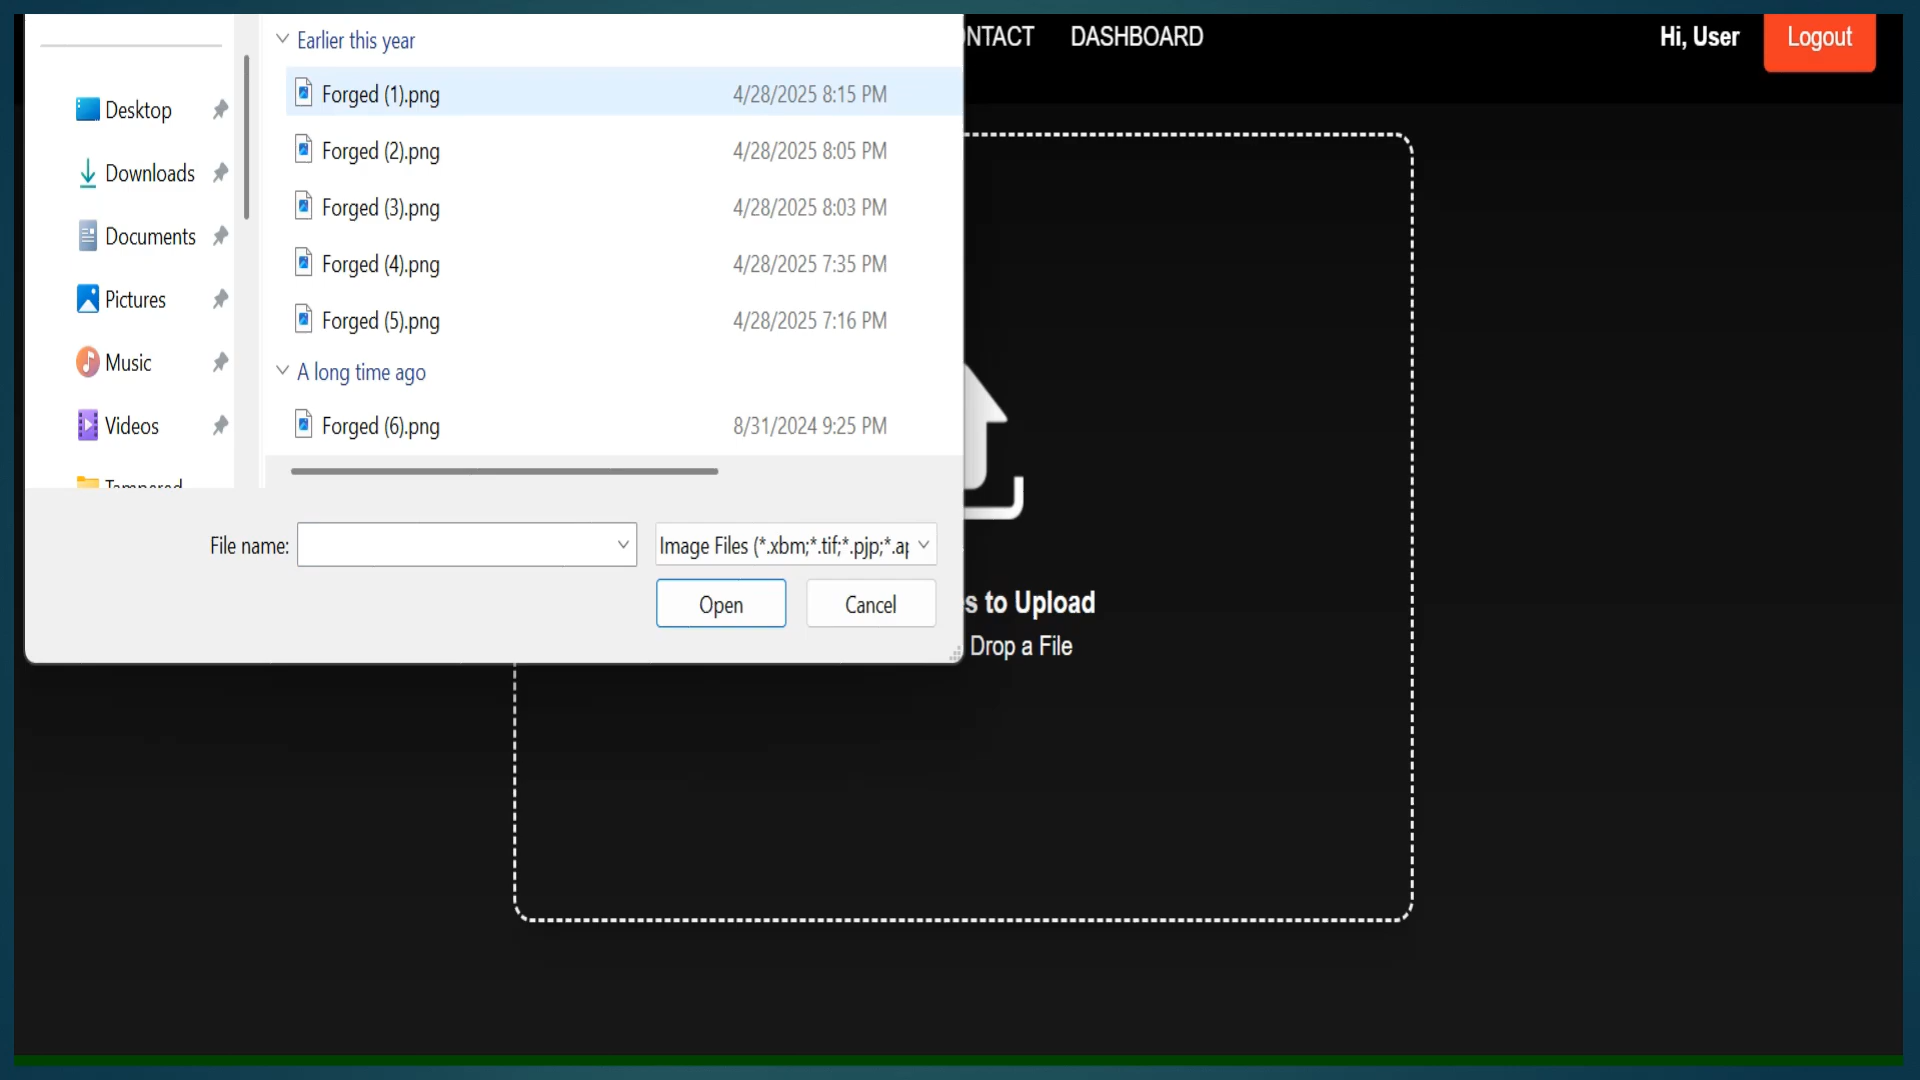 Earlier this year
Forged (1).png 4/28/2025 8:15 PM
Forged (2).png 4/28/2025 8:05 PM
Forged (3).png 4/28/2025 8:03 PM
Forged (4).png 4/28/2025 7:35 PM
Forged (5).png 4/28/2025 7:16 PM
A long time ago
Forged (6).png 8/31/2024 9:25 PM
Desktop
Downloads
Documents
Pictures
Music
Videos
Tampered
File name:
Image Files (*.xbm;*.tif;*.pjp;*.ap
Open Cancel
NTACT DASHBOARD
Hi, User
Logout
s to Upload
Drop a File